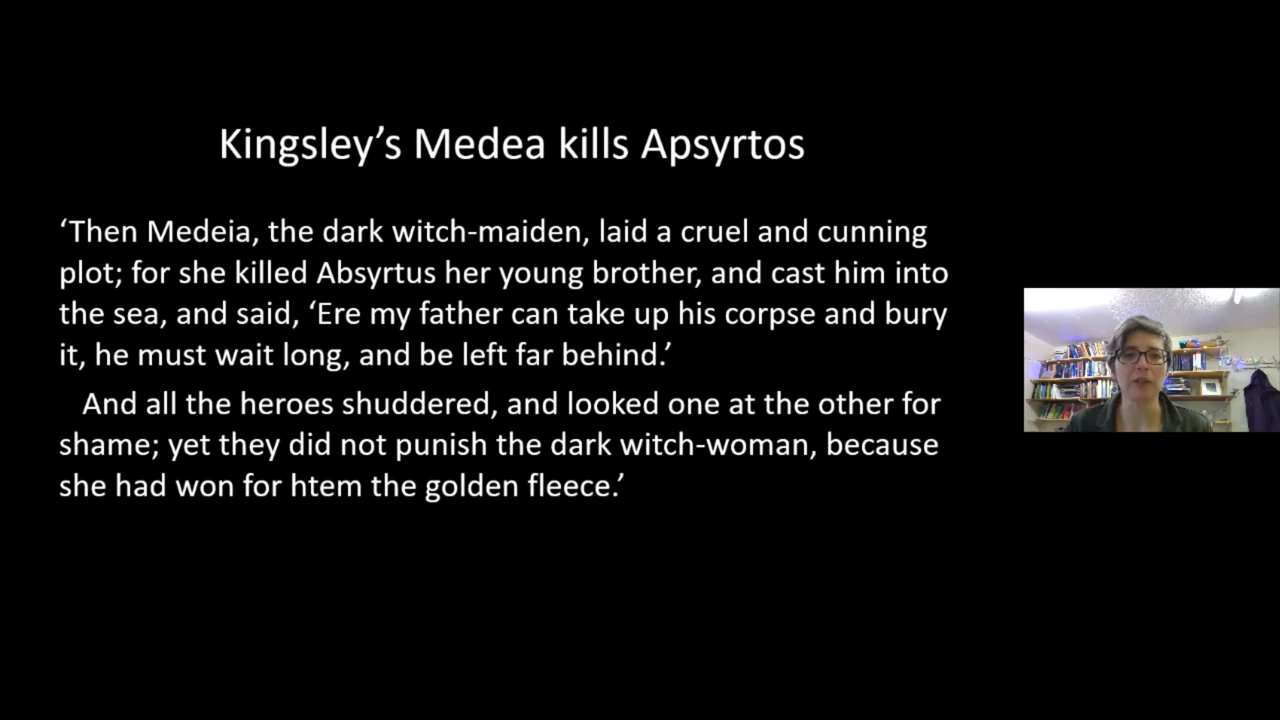 Kingsley’s Medea kills Apsyrtos
‘Then Medeia, the dark witch-maiden, laid a cruel and cunning
plot; for she killed Absyrtus her young brother, and cast him into
the sea, and said, ‘Ere my father can take up his corpse and bury
it, he must wait long, and be left far behind.’
And all the heroes shuddered, and looked one at the other for
shame; yet they did not punish the dark witch-woman, because
she had won for htem the golden fleece.’